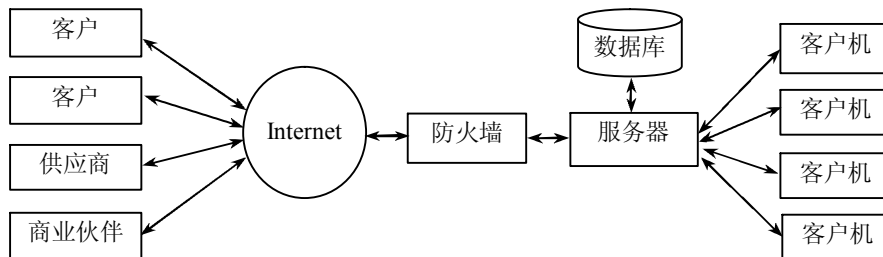 客户
客户
供应商
商业伙伴
Internet
防火墙
数据库
服务器
客户机
客户机
客户机
客户机